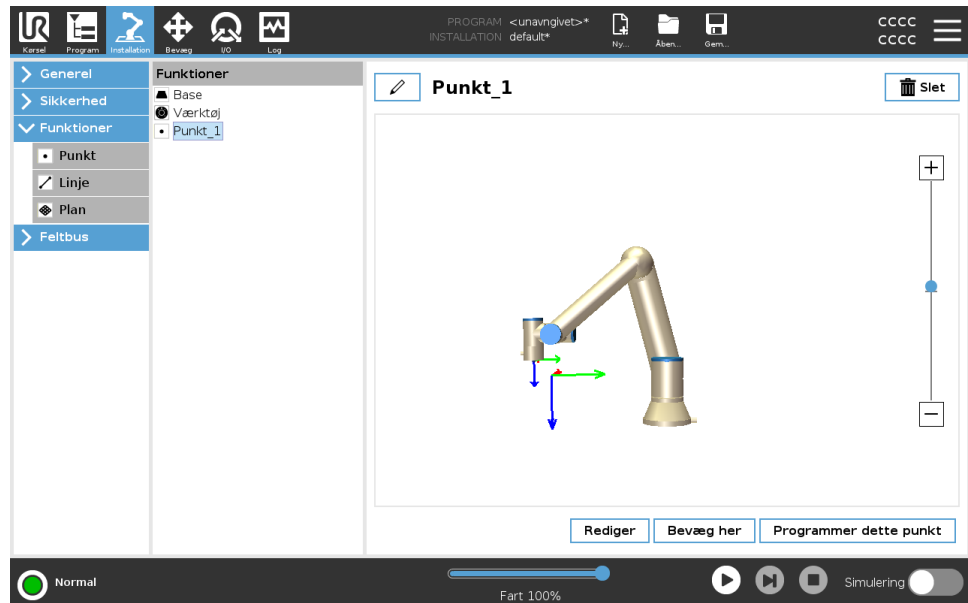 UR
Kørsel
Program
Installation
Bevæg
I/O
Log
PROGRAM <unavngivet>*
INSTALLATION default*
Ny...
Åben...
Gem...
CCCC
CCCC
Generel
Sikkerhed
Funktioner
Punkt
Linje
Plan
Feltbus
Funktioner
Base
Værktøj
Punkt_1
Punkt_1
Slet
Rediger
Bevæg her
Programmer dette punkt
Normal
Fart 100%
Simulering